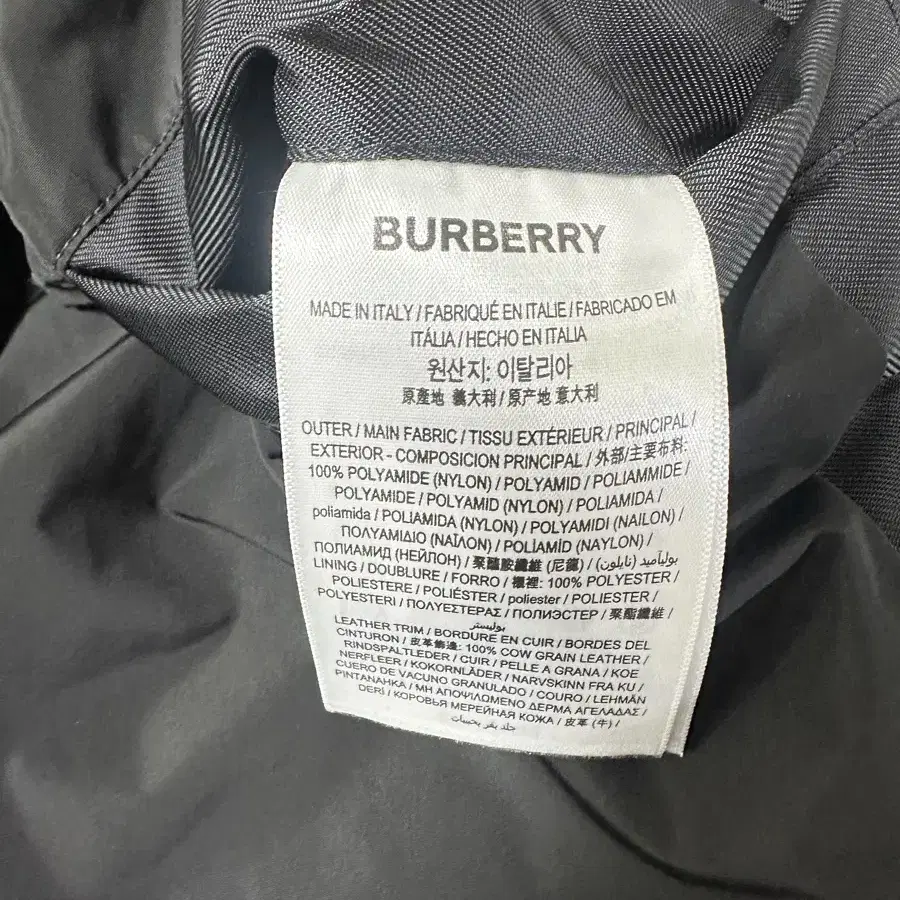 BURBERRY
MADE IN ITALY / FABRIQUÉ EN ITALIE / FABRICADO EM
ITÁLIA / HECHO EN ITALIA
원산지: 이탈리아
原產地 義大利 / 原产地 意大利
OUTER / MAIN FABRIC / TISSU EXTÉRIEUR / PRINCIPAL /
EXTERIOR - COMPOSICION PRINCIPAL / 外部/主要布料:
100% POLYAMIDE (NYLON) / POLYAMID / POLIAMMIDE /
POLYAMIDE / POLYAMID (NYLON) / POLIAMIDA /
poliamida / POLIAMIDA (NYLON) / POLYAMIDI (NAILON) /
ΠΟΛΥΑΜΙΔΙΟ (ΝΑΪΛΟΝ) / POLİAMİD (NAYLON) /
ПОЛИАМИД (НЕЙЛОН) / 聚醯胺纖維 (尼龍) / بوليآميد (نايلون) /
LINING / DOUBLURE / FORRO / 襯裡: 100% POLYESTER /
POLIESTERE / POLIÉSTER / poliester / POLIESTER /
POLYESTERI / ΠΟΛΥΕΣΤΕΡΑΣ / ПОЛИЭСТЕР / 聚酯纖維 /
بوليستر
LEATHER TRIM / BORDURE EN CUIR / BORDES DEL
CINTURON / 皮革飾邊: 100% COW GRAIN LEATHER /
RINDSPALTLEDER / CUIR / PELLE A GRANA / KOE
NERFLEER / KOKORNLÄDER / NARVSKINN FRA KU /
CUERO DE VACUNO GRANULADO / COURO / LEHMÄN
PINTANAHKA / ΜΗ ΑΠΟΨΙΛΩΜΕΝΟ ΔΕΡΜΑ ΑΓΕΛΑΔΑΣ /
DERİ / КОРОВЬЯ МЕРЕЙНАЯ КОЖА / 皮革 (牛) /
جلد بقر بحبيبات